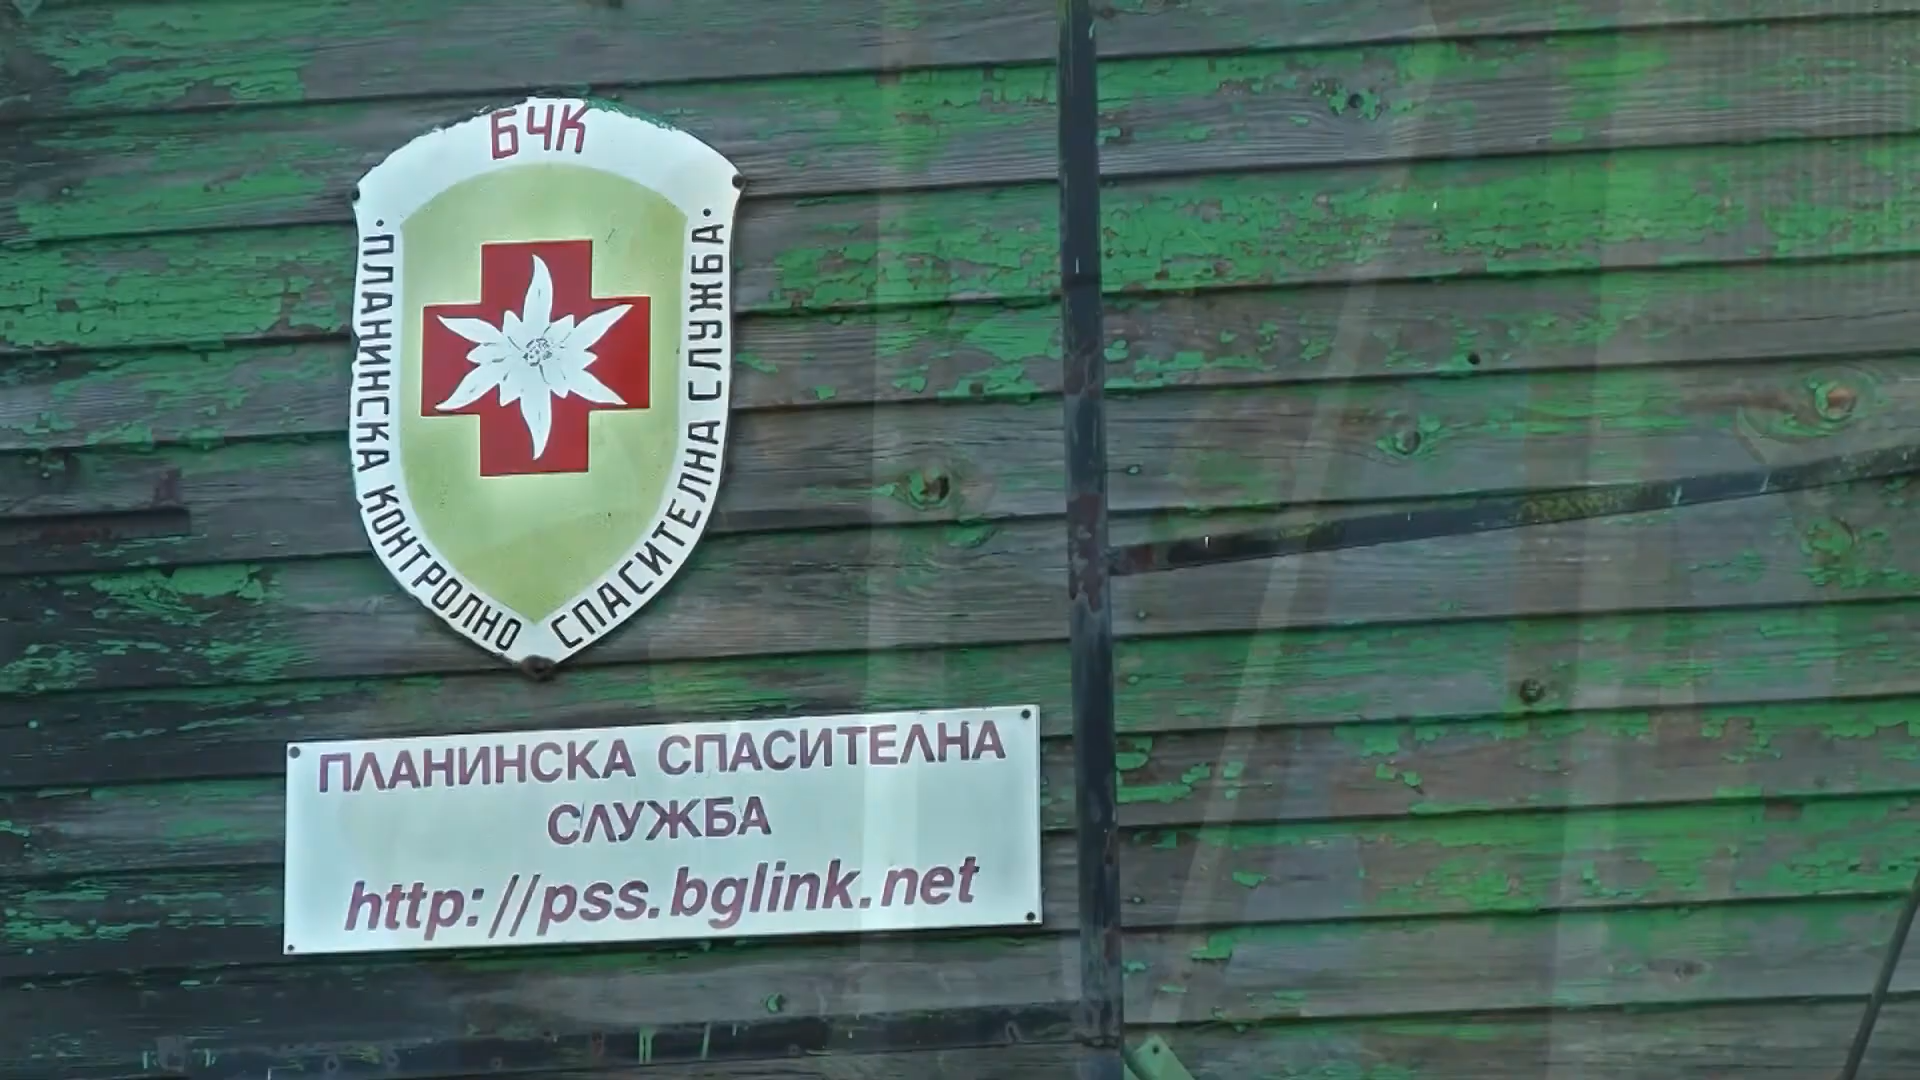 БЧК
·ПЛАНИНСКА КОНТРОЛНО СПАСИТЕЛНА СЛУЖБА·
ПЛАНИНСКА СПАСИТЕЛНА
СЛУЖБА
http://pss.bglink.net